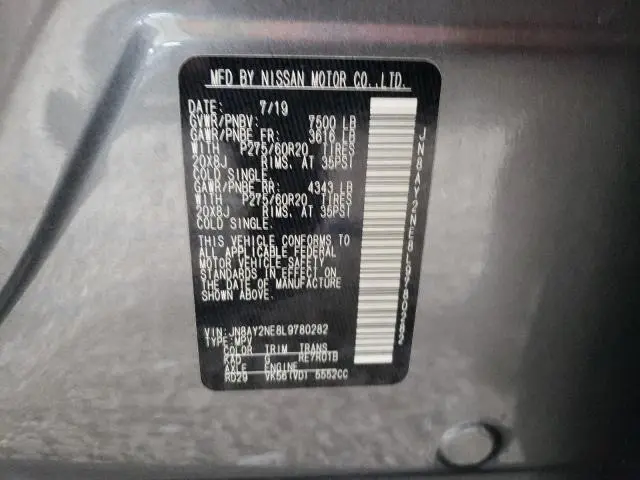 MFD BY NISSAN MOTOR CO.,LTD.
DATE: 7/19
GVWR/PNBV: 7500 LB
GAWR/PNBE FR: 3616 LB
WITH P275/60R20 TIRES
20X8J RIMS. AT 35PSI
COLD SINGLE.
GAWR/PNBE RR: 4343 LB
WITH P275/60R20 TIRES
20X8J RIMS. AT 35PSI
COLD SINGLE.
THIS VEHICLE CONFORMS TO
ALL APPLICABLE FEDERAL
MOTOR VEHICLE SAFETY
STANDARDS IN EFFECT ON
THE DATE OF MANUFACTURE
SHOWN ABOVE.
VIN:JN8AY2NE8L9780282
TYPE:MPV
COLOR TRIM TRANS
KAD G RE7R01B
AXLE ENGINE
RD29 VK56(VD) 5552CC
JN8AY2NE8L9780282